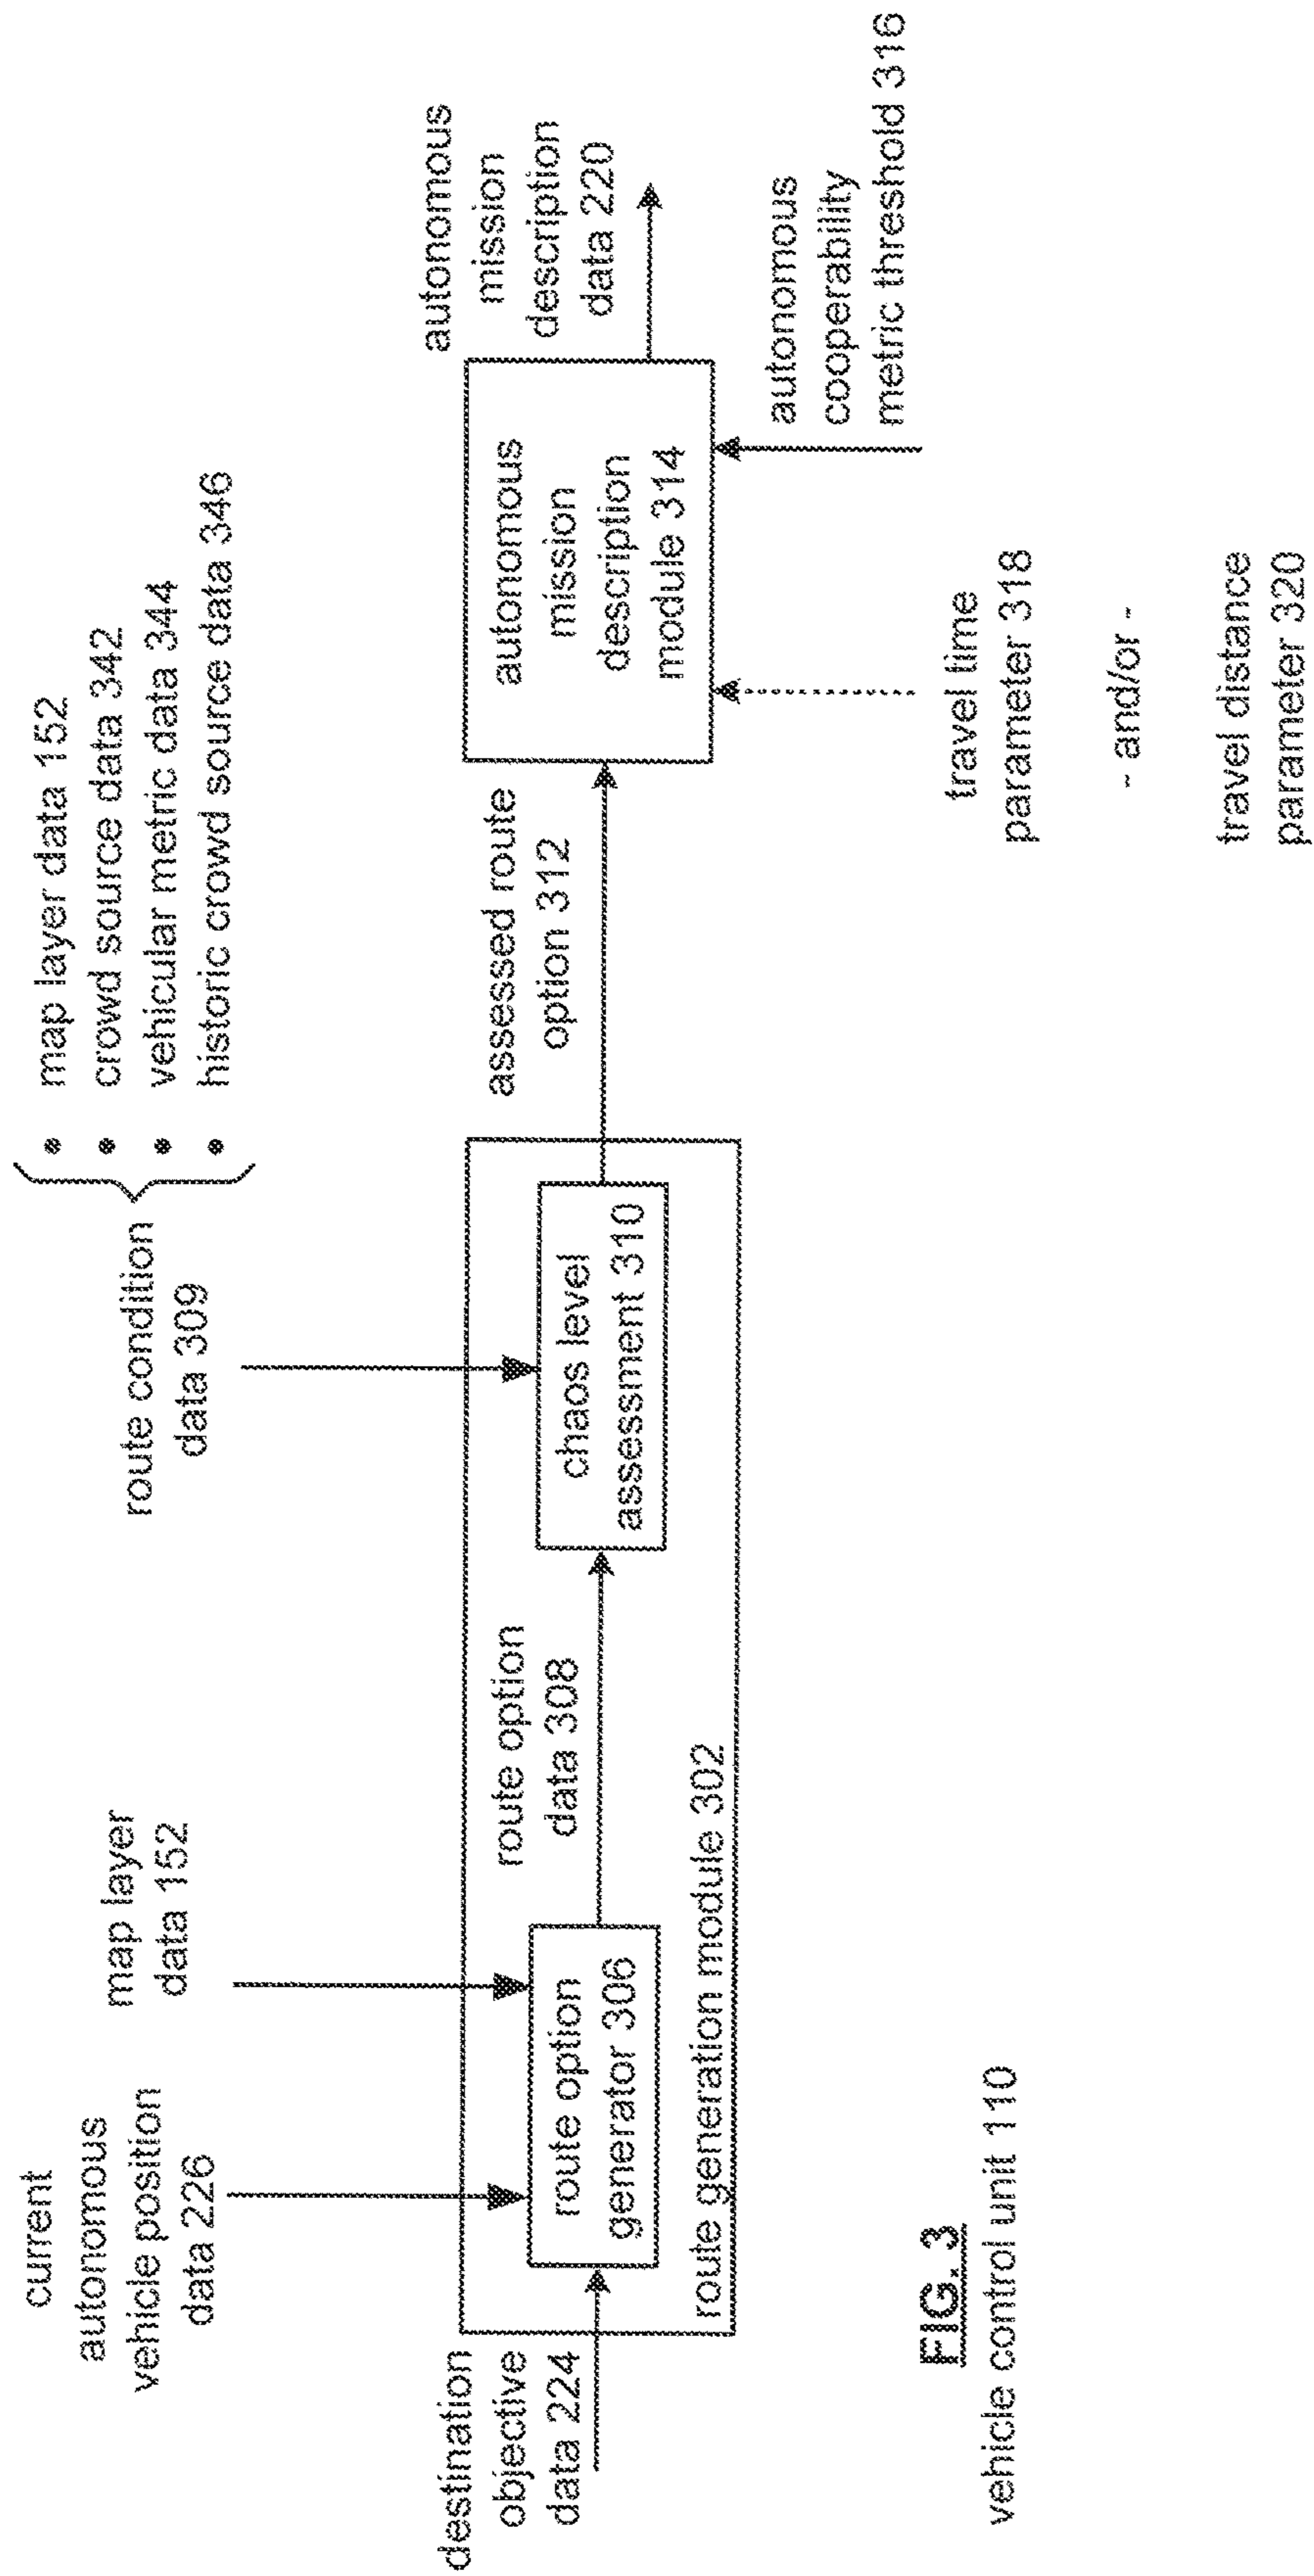 current
autonomous
vehicle position
data 226
map layer
data 152
route condition
data 309
• map layer data 152
• crowd source data 342
• vehicular metric data 344
• historic crowd source data 346
destination
objective
data 224
route option
generator 306
route option
data 308
chaos level
assessment 310
route generation module 302
assessed route
option 312
autonomous
mission
description
module 314
autonomous
mission
description
data 220
travel time
parameter 318
- and/or -
travel distance
parameter 320
autonomous
cooperability
metric threshold 316
FIG. 3
vehicle control unit 110